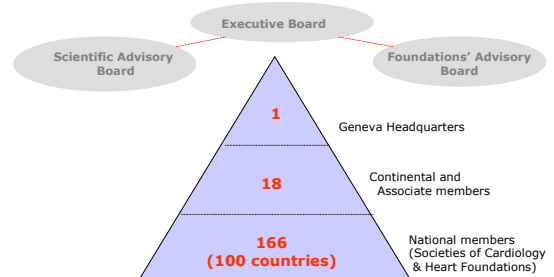 Executive Board
Scientific Advisory
Board
Foundations’ Advisory
Board
1
Geneva Headquarters
18
Continental and
Associate members
166
(100 countries)
National members
(Societies of Cardiology
& Heart Foundations)